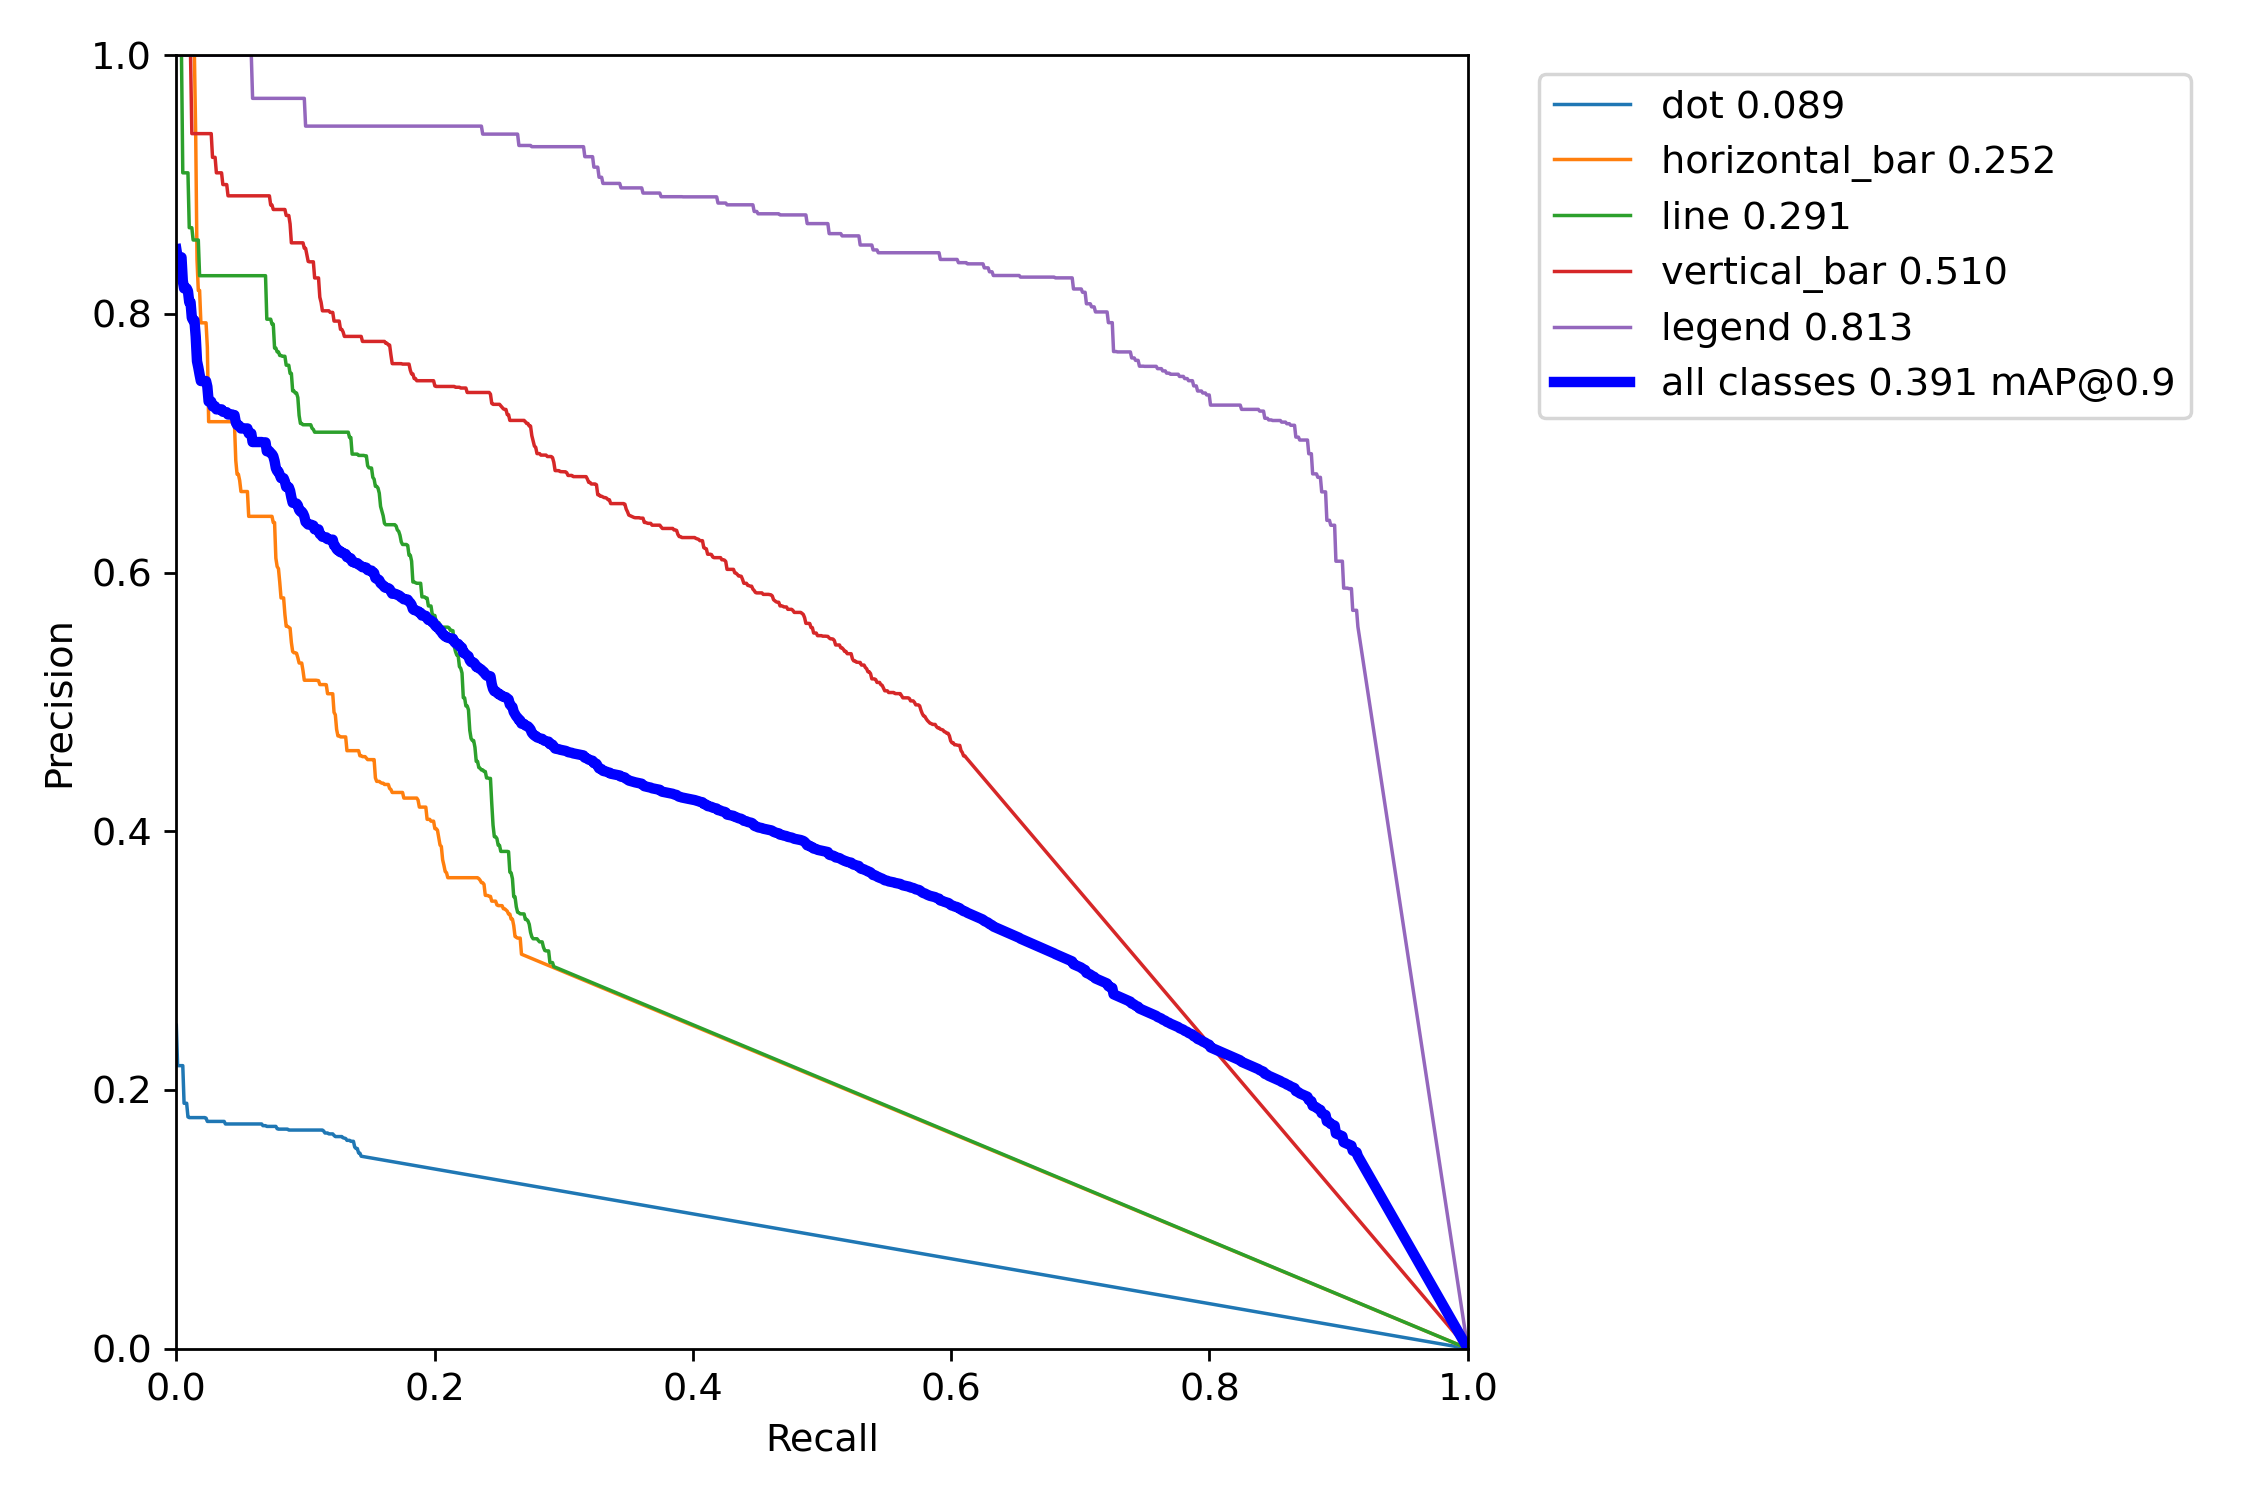 1.0
0.8
0.6
0.4
0.2
0.0
Precision
0.0 0.2 0.4 0.6 0.8 1.0
Recall
dot 0.089
horizontal_bar 0.252
line 0.291
vertical_bar 0.510
legend 0.813
all classes 0.391 mAP@0.9